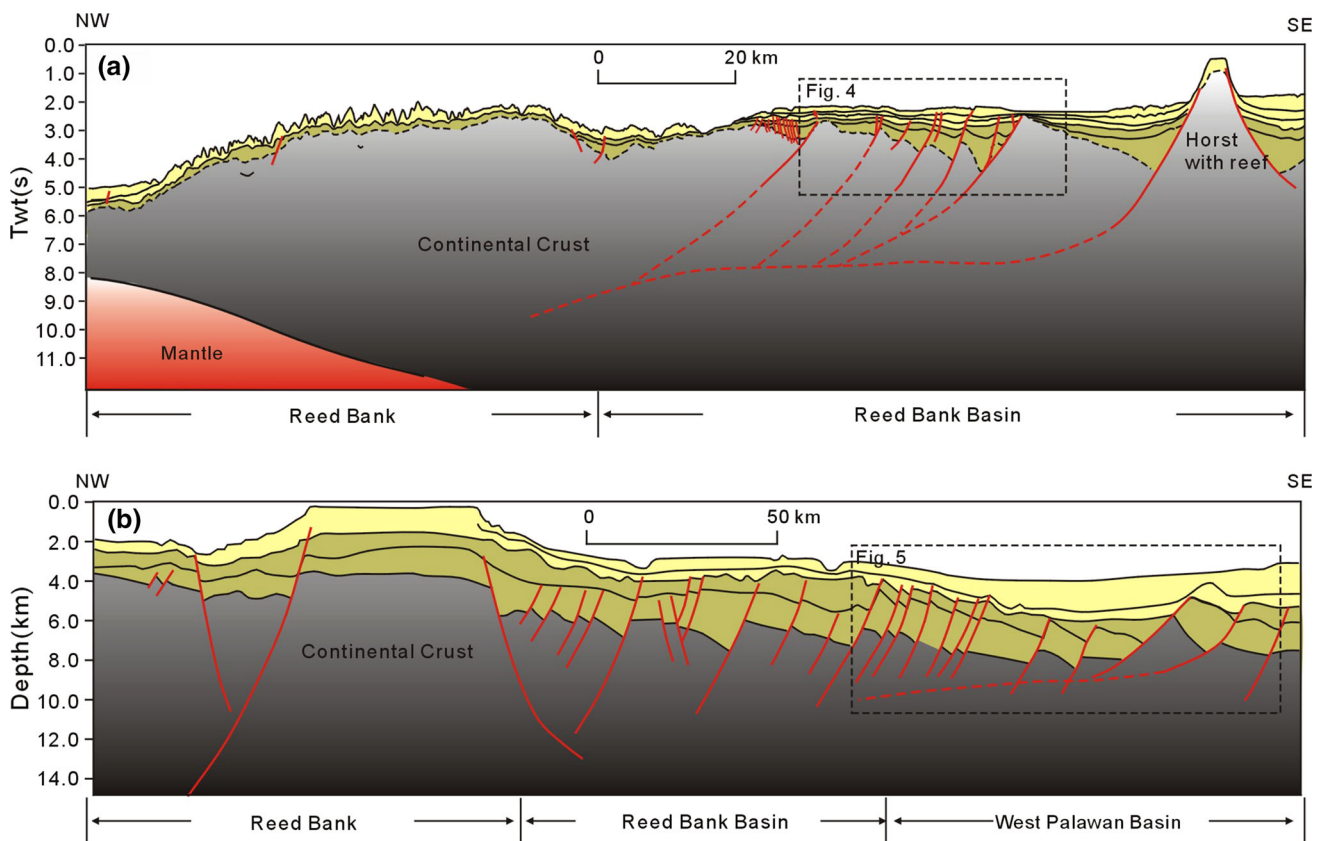 NW
SE
(a)
0
20 km
Fig. 4
0.0
1.0
2.0
3.0
4.0
5.0
6.0
7.0
8.0
9.0
10.0
11.0
Twt(s)
Horst
with reef
Continental Crust
Mantle
Reed Bank
Reed Bank Basin
NW
SE
(b)
0
50 km
Fig. 5
0.0
2.0
4.0
6.0
8.0
10.0
12.0
14.0
Depth(km)
Continental Crust
Reed Bank
Reed Bank Basin
West Palawan Basin